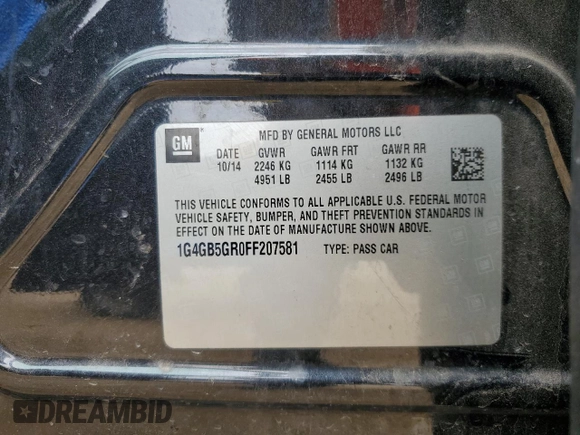 GM
MFD BY GENERAL MOTORS LLC
DATE GVWR GAWR FRT GAWR RR
10/14 2246 KG 1114 KG 1132 KG
4951 LB 2455 LB 2496 LB
THIS VEHICLE CONFORMS TO ALL APPLICABLE U.S. FEDERAL MOTOR
VEHICLE SAFETY, BUMPER, AND THEFT PREVENTION STANDARDS IN
EFFECT ON THE DATE OF MANUFACTURE SHOWN ABOVE.
1G4GB5GR0FF207581 TYPE: PASS CAR
DREAMBID